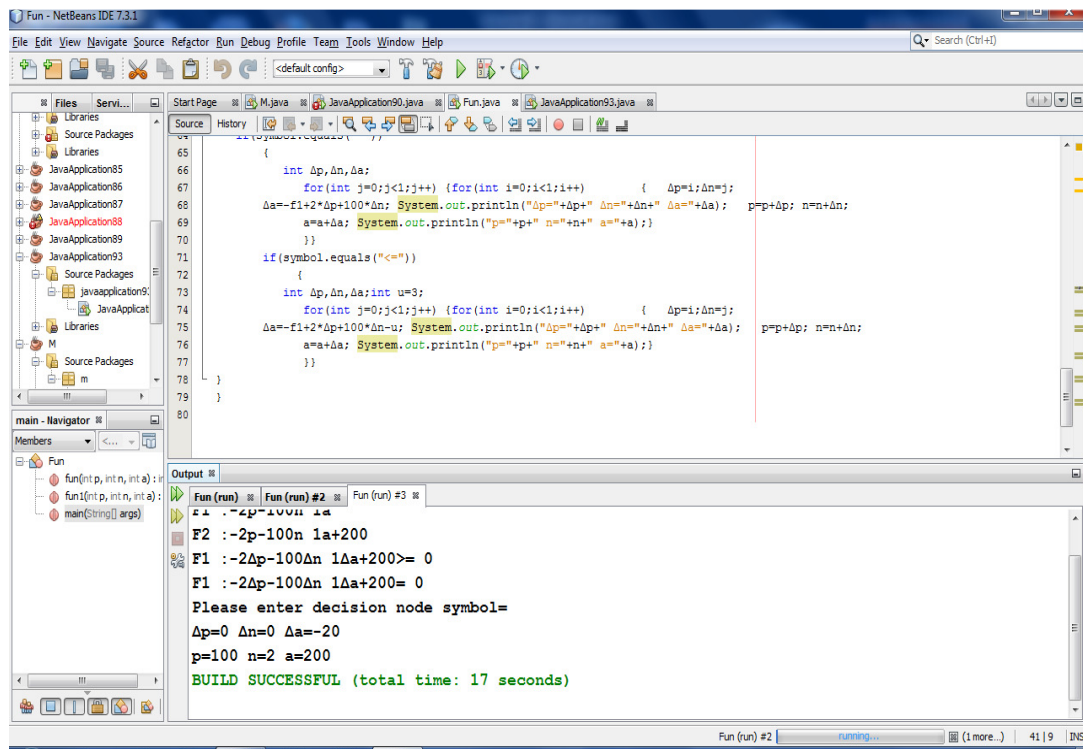 Fun - NetBeans IDE 7.3.1
File Edit View Navigate Source Refactor Run Debug Profile Team Tools Window Help
Search (Ctrl+I)
<default config>
Files Servi...
Start Page M.java JavaApplication90.java Fun.java JavaApplication93.java
Source History
Libraries
Source Packages
Libraries
JavaApplication85
JavaApplication86
JavaApplication87
JavaApplication88
JavaApplication89
JavaApplication93
Source Packages
javaapplication9
JavaApplicat
Libraries
M
Source Packages
m
65 {
66 int Δp,Δn,Δa;
67 for(int j=0;j<1;j++) {for(int i=0;i<1;i++) { Δp=i;Δn=j;
68 Δa=-f1+2*Δp+100*Δn; System.out.println("Δp="+Δp+" Δn="+Δn+" Δa="+Δa); p=p+Δp; n=n+Δn;
69 a=a+Δa; System.out.println("p="+p+" n="+n+" a="+a);}
70 }}
71 if(symbol.equals("<="))
72 {
73 int Δp,Δn,Δa;int u=3;
74 for(int j=0;j<1;j++) {for(int i=0;i<1;i++) { Δp=i;Δn=j;
75 Δa=-f1+2*Δp+100*Δn-u; System.out.println("Δp="+Δp+" Δn="+Δn+" Δa="+Δa); p=p+Δp; n=n+Δn;
76 a=a+Δa; System.out.println("p="+p+" n="+n+" a="+a);}
77 }}
78 }
79 }
80
main - Navigator
Members <...
Fun
fun(int p, int n, int a) : in
fun1(int p, int n, int a) :
main(String[] args)
Output
Fun (run) Fun (run) #2 Fun (run) #3
F1 :-2p-100n 1a
F2 :-2p-100n 1a+200
F1 :-2Δp-100Δn 1Δa+200>= 0
F1 :-2Δp-100Δn 1Δa+200= 0
Please enter decision node symbol=
Δp=0 Δn=0 Δa=-20
p=100 n=2 a=200
BUILD SUCCESSFUL (total time: 17 seconds)
Fun (run) #2 running... (1 more...) 41|9 INS